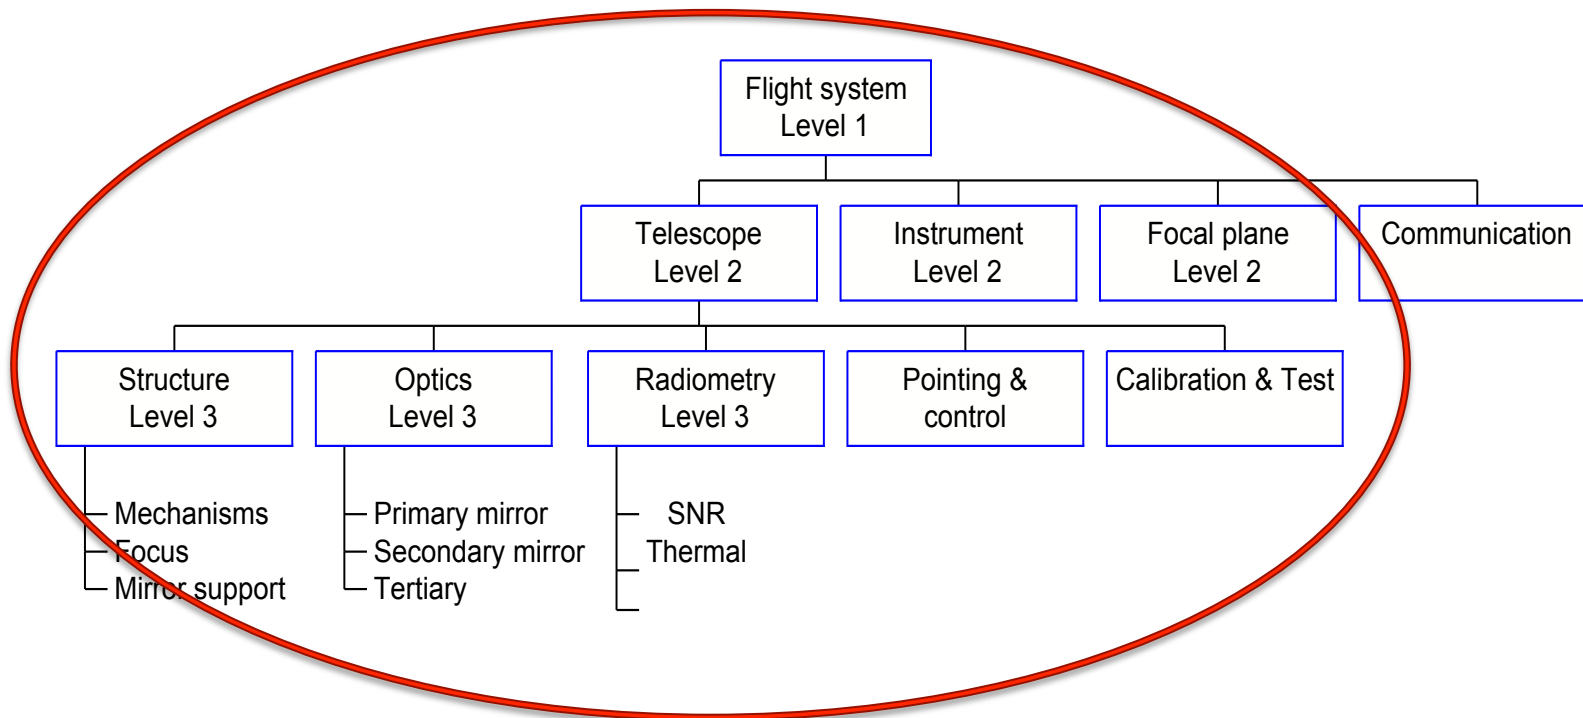 Flight system
Level 1
Telescope
Level 2
Instrument
Level 2
Focal plane
Level 2
Communication
Structure
Level 3
Optics
Level 3
Radiometry
Level 3
Pointing &
control
Calibration & Test
Mechanisms
Focus
Mirror support
Primary mirror
Secondary mirror
Tertiary
SNR
Thermal